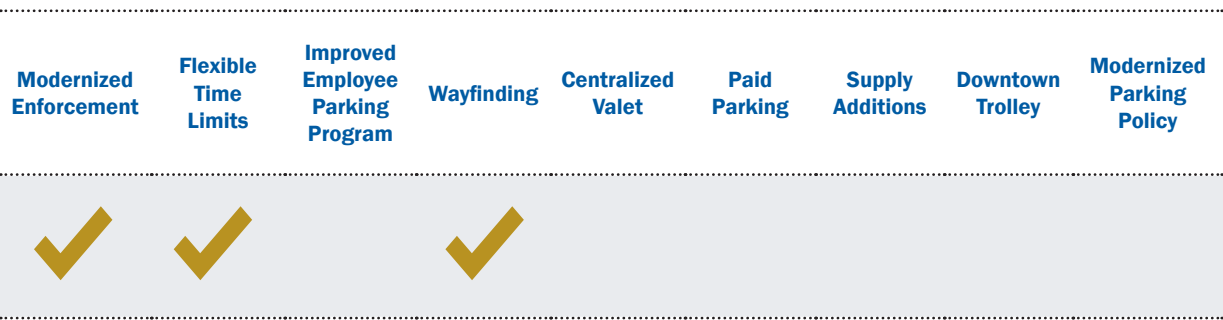 Modernized
Enforcement
Flexible
Time
Limits
Improved
Employee
Parking
Program
Wayfinding
Centralized
Valet
Paid
Parking
Supply
Additions
Downtown
Trolley
Modernized
Parking
Policy